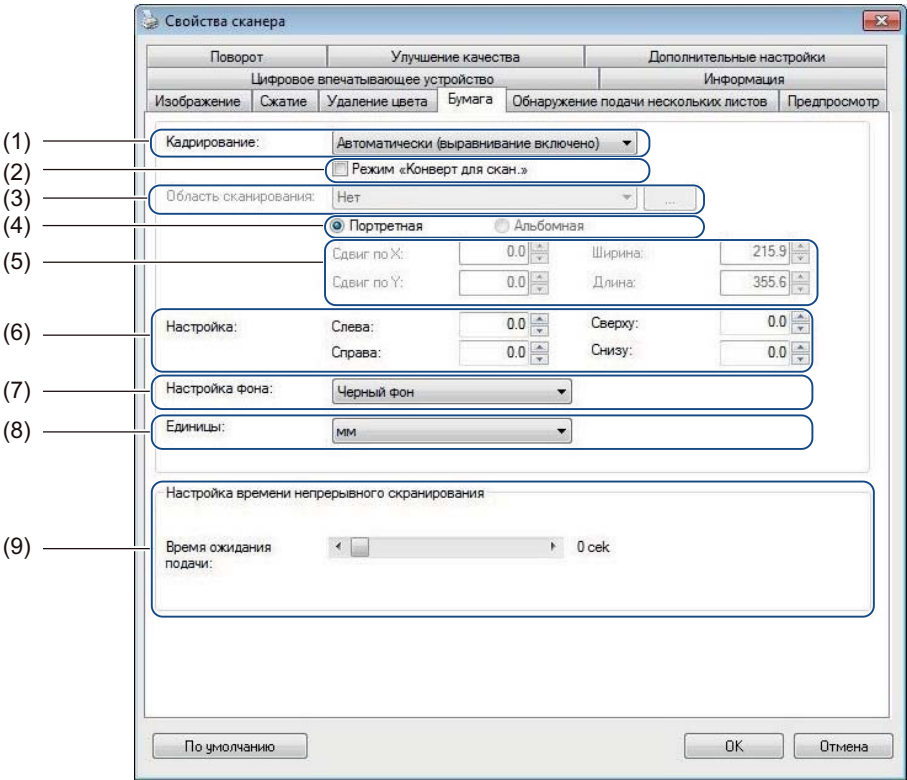 Свойства сканера
Поворот Улучшение качества Дополнительные настройки
Цифровое впечатывающее устройство Информация
Изображение Сжатие Удаление цвета Бумага Обнаружение подачи нескольких листов Предпросмотр
(1) Кадрирование: Автоматически (выравнивание включено)
(2) Режим «Конверт для скан.»
(3) Область сканирования: Нет ...
(4) Портретная Альбомная
(5) Сдвиг по X: 0.0 Ширина: 215.9
Сдвиг по Y: 0.0 Длина: 355.6
(6) Настройка: Слева: 0.0 Сверху: 0.0
Справа: 0.0 Снизу: 0.0
(7) Настройка фона: Черный фон
(8) Единицы: мм
Настройка времени непрерывного скранирования
(9) Время ожидания подачи: 0 cek
По умолчанию OK Отмена